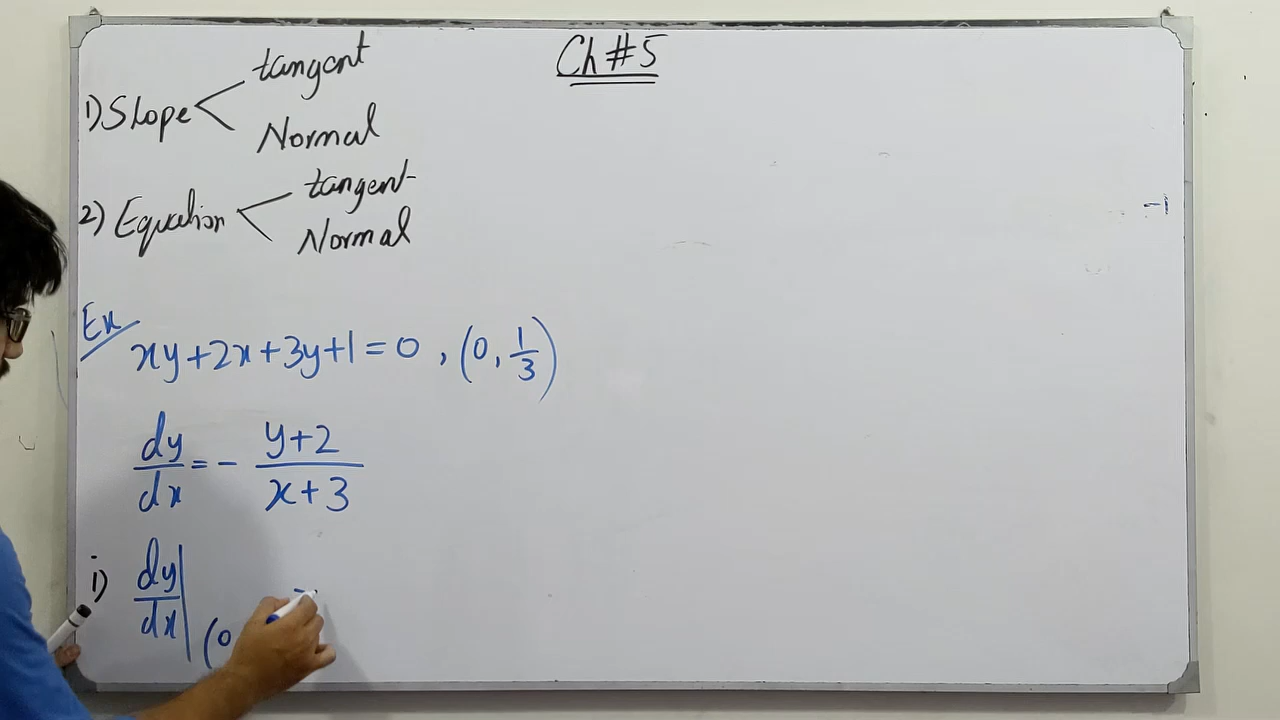 Ch#5
1) Slope < tangent
Normal
2) Equation < tangent
Normal
Ex
xy+2x+3y+1=0, (0, 1/3)
dy/dx = - y+2/x+3
i) dy/dx| (0
-1